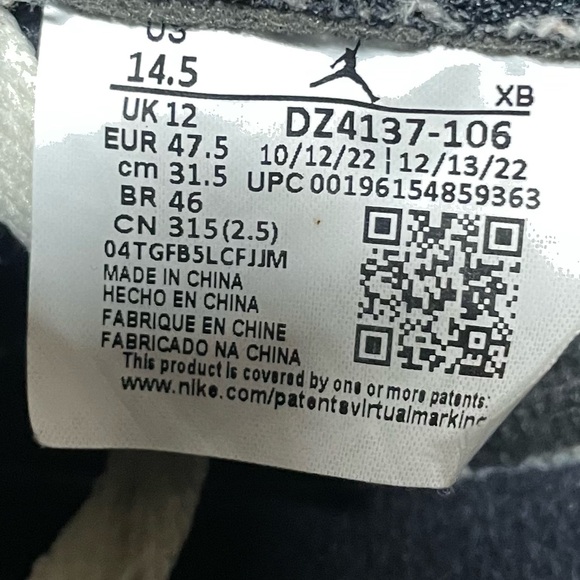 US
14.5
XB
UK 12
DZ4137-106
EUR 47.5
10/12/22 | 12/13/22
cm 31.5
UPC 00196154859363
BR 46
CN 315(2.5)
04TGFB5LCFJJM
MADE IN CHINA
HECHO EN CHINA
FABRIQUE EN CHINE
FABRICADO NA CHINA
This product is covered by one or more patents:
www.nike.com/patentsvirtualmarking